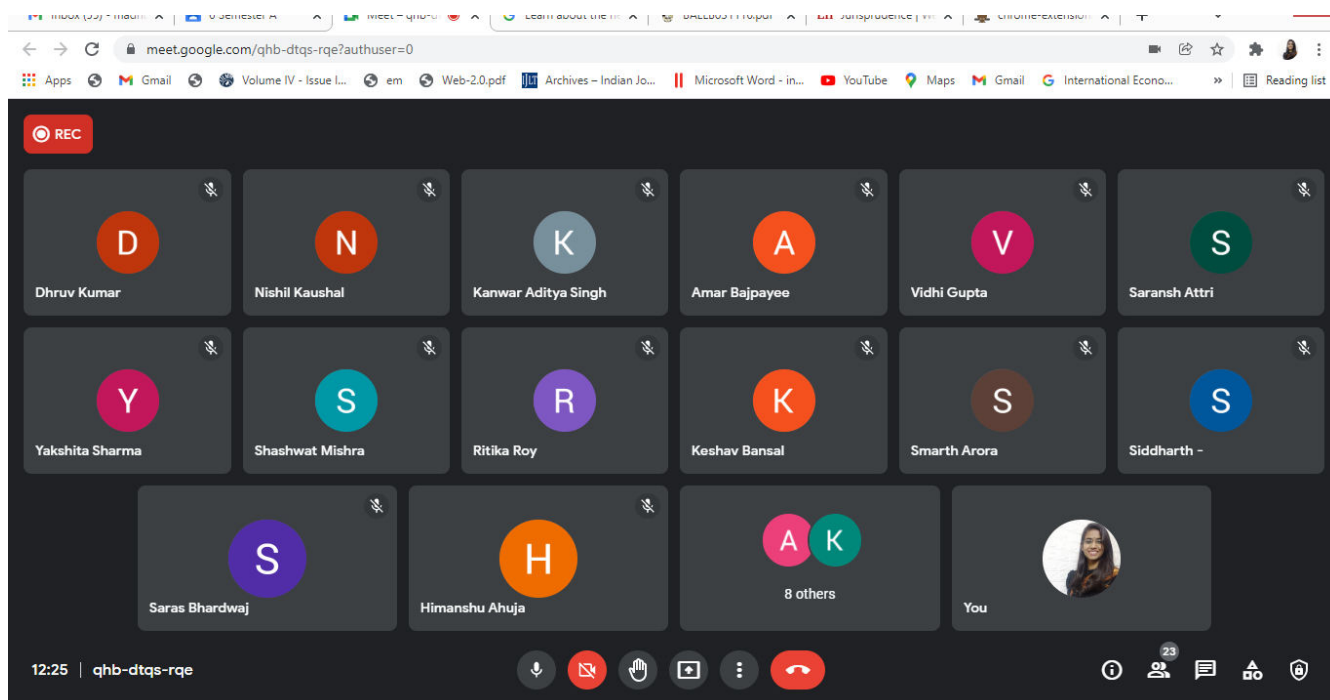 Inbox (99) - madhu
6 Semester A
Meet – qhb-d
Learn about the n
BALLB05111
Jurisprudence | W
chrome-extension
meet.google.com/qhb-dtqs-rqe?authuser=0
Apps Gmail Volume IV - Issue I... em Web-2.0.pdf Archives – Indian Jo... Microsoft Word - in... YouTube Maps Gmail International Econo... » Reading list
REC
D N K A V S
Dhruv Kumar Nishil Kaushal Kanwar Aditya Singh Amar Bajpayee Vidhi Gupta Saransh Attri
Y S R K S S
Yakshita Sharma Shashwat Mishra Ritika Roy Keshav Bansal Smarth Arora Siddharth -
S H A K
8 others
Saras Bhardwaj Himanshu Ahuja You
23
12:25 | qhb-dtqs-rqe